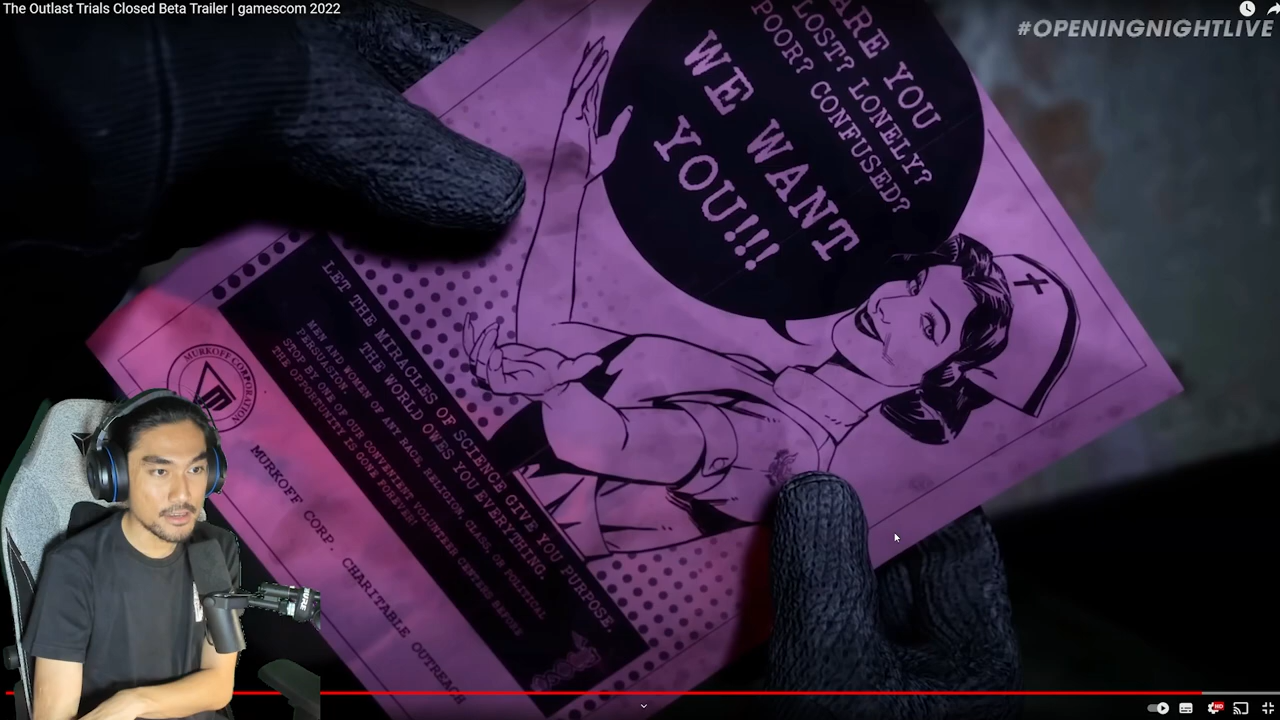 The Outlast Trials Closed Beta Trailer | gamescom 2022
#OPENINGNIGHTLIVE
ARE YOU
LOST? LONELY?
POOR? CONFUSED?
WE WANT
YOU!!!
LET THE MIRACLES OF SCIENCE GIVE YOU PURPOSE.
THE WORLD OWES YOU EVERYTHING.
MEN AND WOMEN OF ANY RACE, RELIGION, CLASS, OR POLITICAL
PERSUASION.
STOP BY ONE OF OUR CONVENIENT VOLUNTEER CENTERS BEFORE
THE OPPORTUNITY IS GONE FOREVER!
MURKOFF CORPORATION
MURKOFF CORP. CHARITABLE OUTREACH
HD